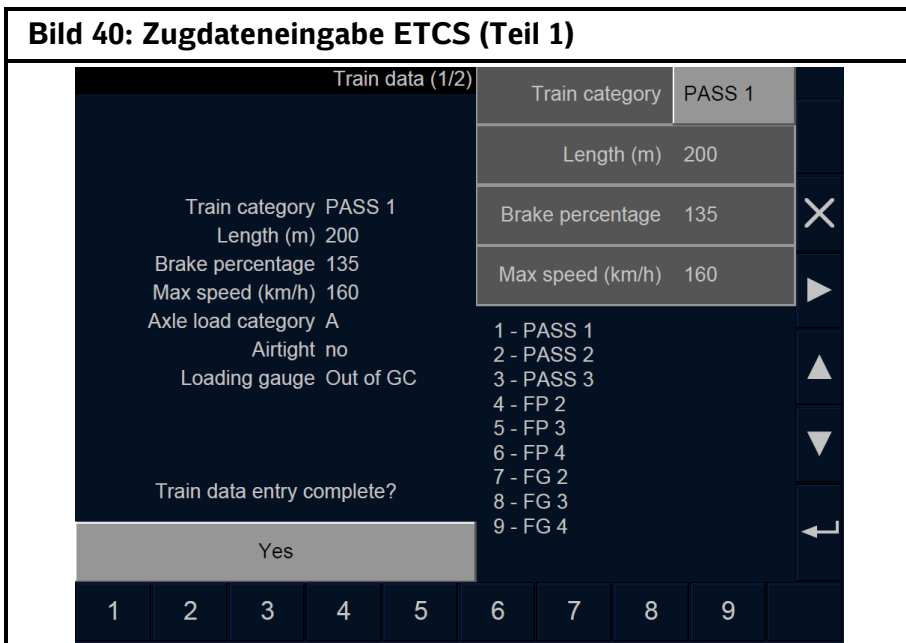 Bild 40: Zugdateneingabe ETCS (Teil 1)
Train data (1/2)
Train category PASS 1
Length (m) 200
Brake percentage 135
Max speed (km/h) 160
Axle load category A
Airtight no
Loading gauge Out of GC
Train data entry complete?
Yes
Train category PASS 1
Length (m) 200
Brake percentage 135
Max speed (km/h) 160
1 - PASS 1
2 - PASS 2
3 - PASS 3
4 - FP 2
5 - FP 3
6 - FP 4
7 - FG 2
8 - FG 3
9 - FG 4
1 2 3 4 5 6 7 8 9